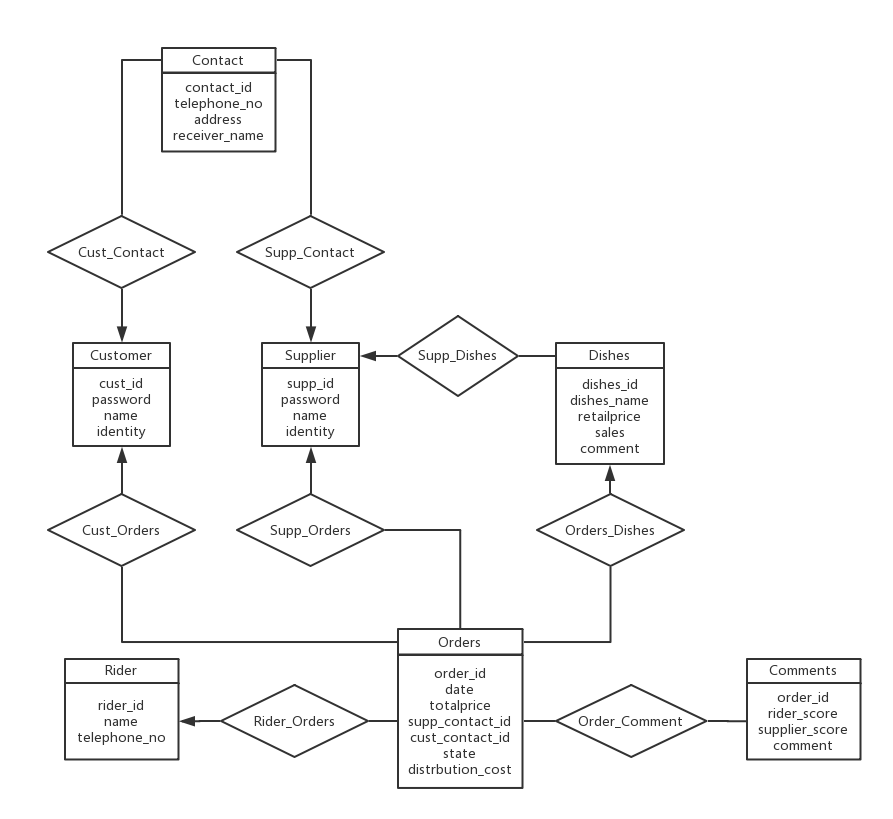 Contact
contact_id
telephone_no
address
receiver_name
Cust_Contact
Supp_Contact
Customer
cust_id
password
name
identity
Supplier
supp_id
password
name
identity
Supp_Dishes
Dishes
dishes_id
dishes_name
retailprice
sales
comment
Cust_Orders
Supp_Orders
Orders_Dishes
Rider
rider_id
name
telephone_no
Rider_Orders
Orders
order_id
date
totalprice
supp_contact_id
cust_contact_id
state
distrbution_cost
Order_Comment
Comments
order_id
rider_score
supplier_score
comment